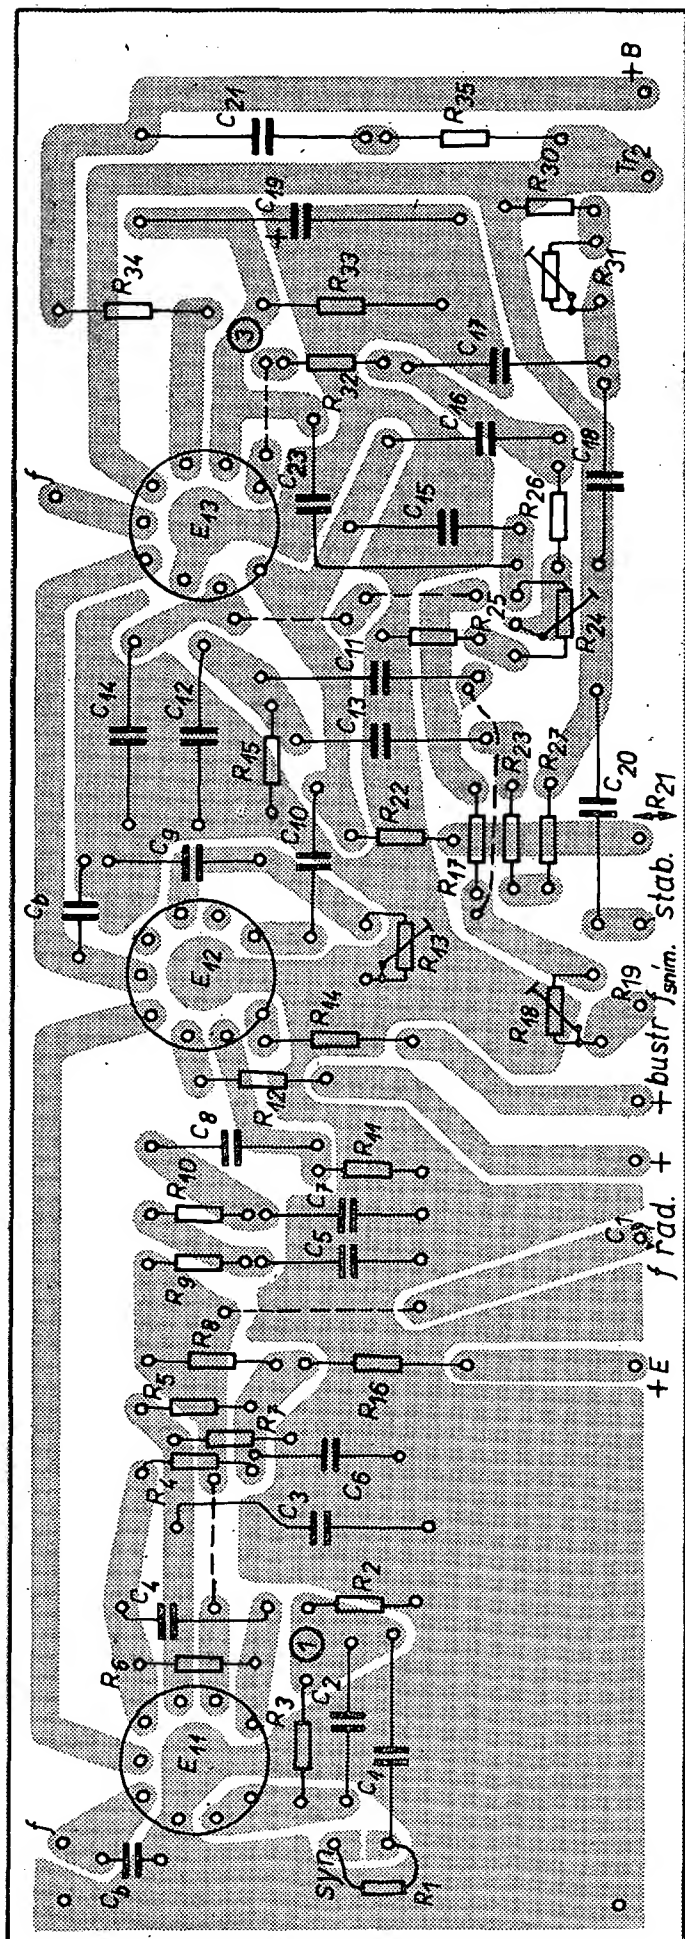 +B
C21
R35
Tr2
R30
C19
+
R31
R34
R33
3
C17
R32
C16
C18
f
C23
C15
R26
E13
R25
R24
C11
C14
C12
C13
R15
R23
R27
C20
R22
C10
R21
C9
R17
stab.
Cb
E12
R13
fsním.
R19
R18
R14
bustr
+
R12
C8
R11
+
R10
C7
C5
f rad.
C1
R9
R8
+E
R5
R16
R7
R4
C6
C3
C4
R2
R6
1
C2
R3
E11
C1
f
syn.
Cb
R1